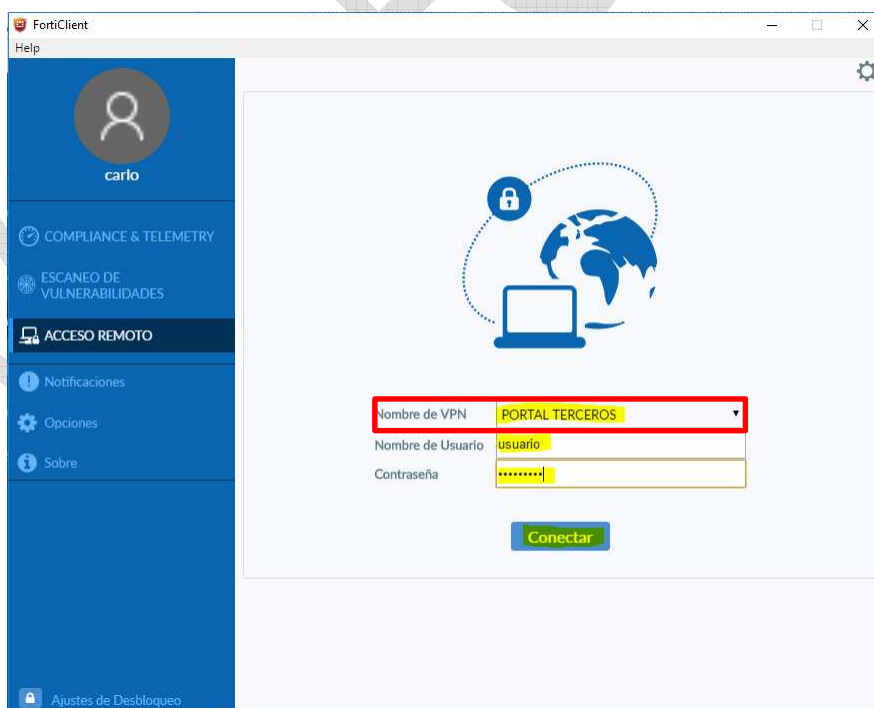 FortiClient
Help
carlo
COMPLIANCE & TELEMETRY
ESCANEO DE
VULNERABILIDADES
ACCESO REMOTO
Notificaciones
Opciones
Sobre
Ajustes de Desbloqueo
Nombre de VPN PORTAL TERCEROS
Nombre de Usuario usuario
Contraseña •••••••••
Conectar